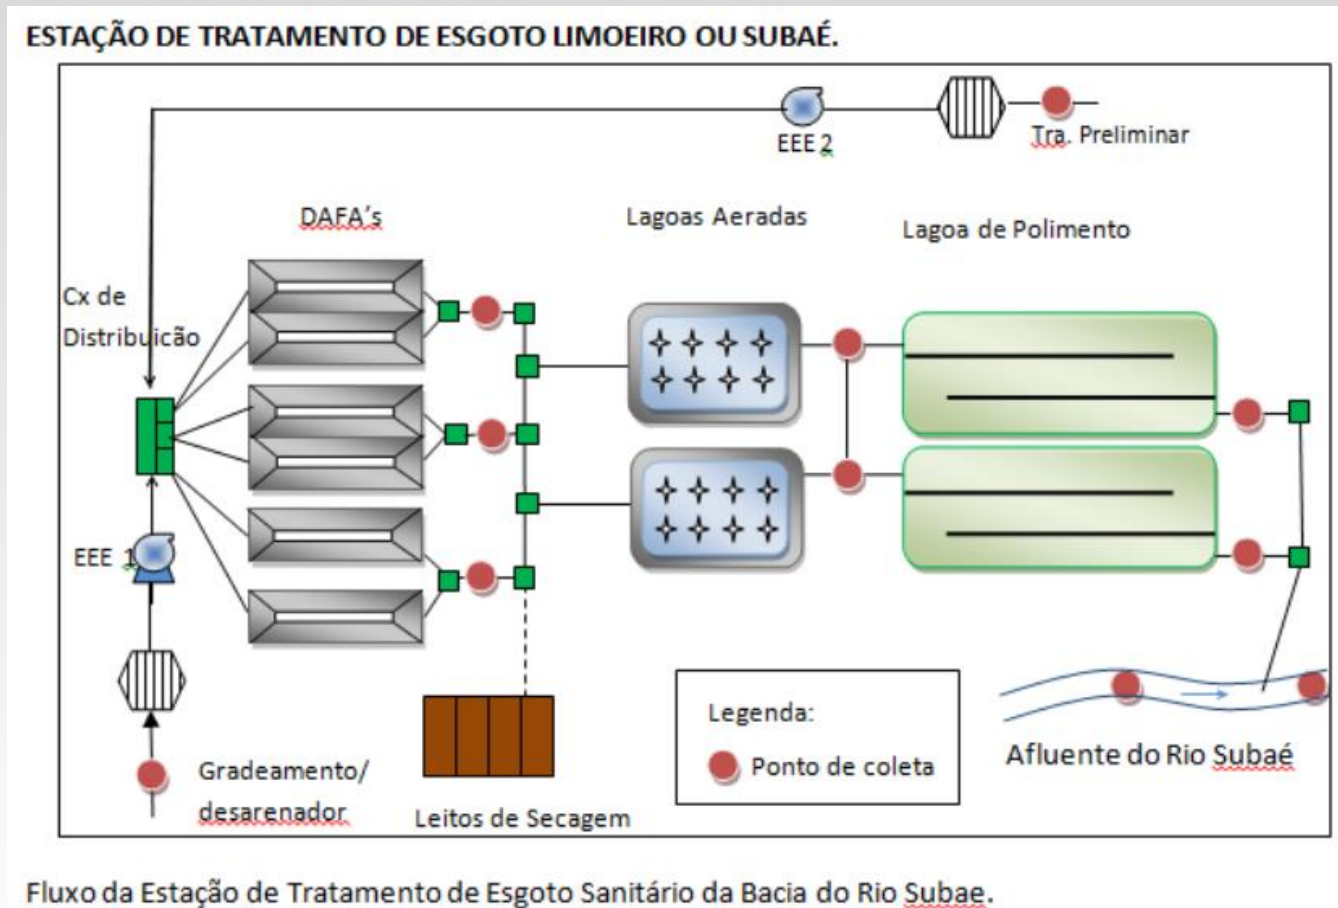 ESTAÇÃO DE TRATAMENTO DE ESGOTO LIMOEIRO OU SUBAÉ.
EEE 2
Tra. Preliminar
DAFA´s
Lagoas Aeradas
Lagoa de Polimento
Cx de
Distribuicão
EEE 1
Gradeamento/
desarenador
Leitos de Secagem
Legenda:
Ponto de coleta
Afluente do Rio Subaé
Fluxo da Estação de Tratamento de Esgoto Sanitário da Bacia do Rio Subae.